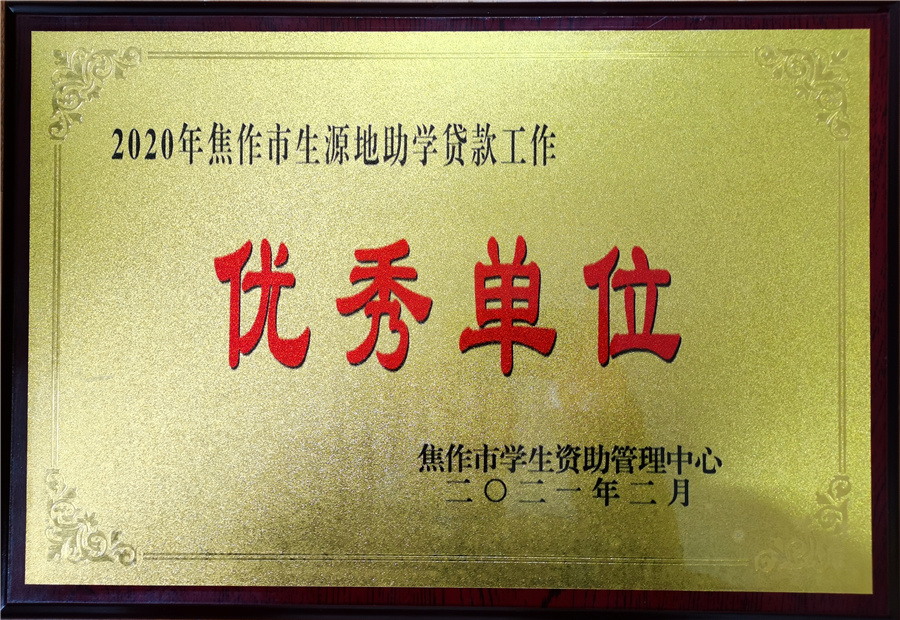 2020年焦作市生源地助学贷款工作
优秀单位
焦作市学生资助管理中心
二〇二一年二月